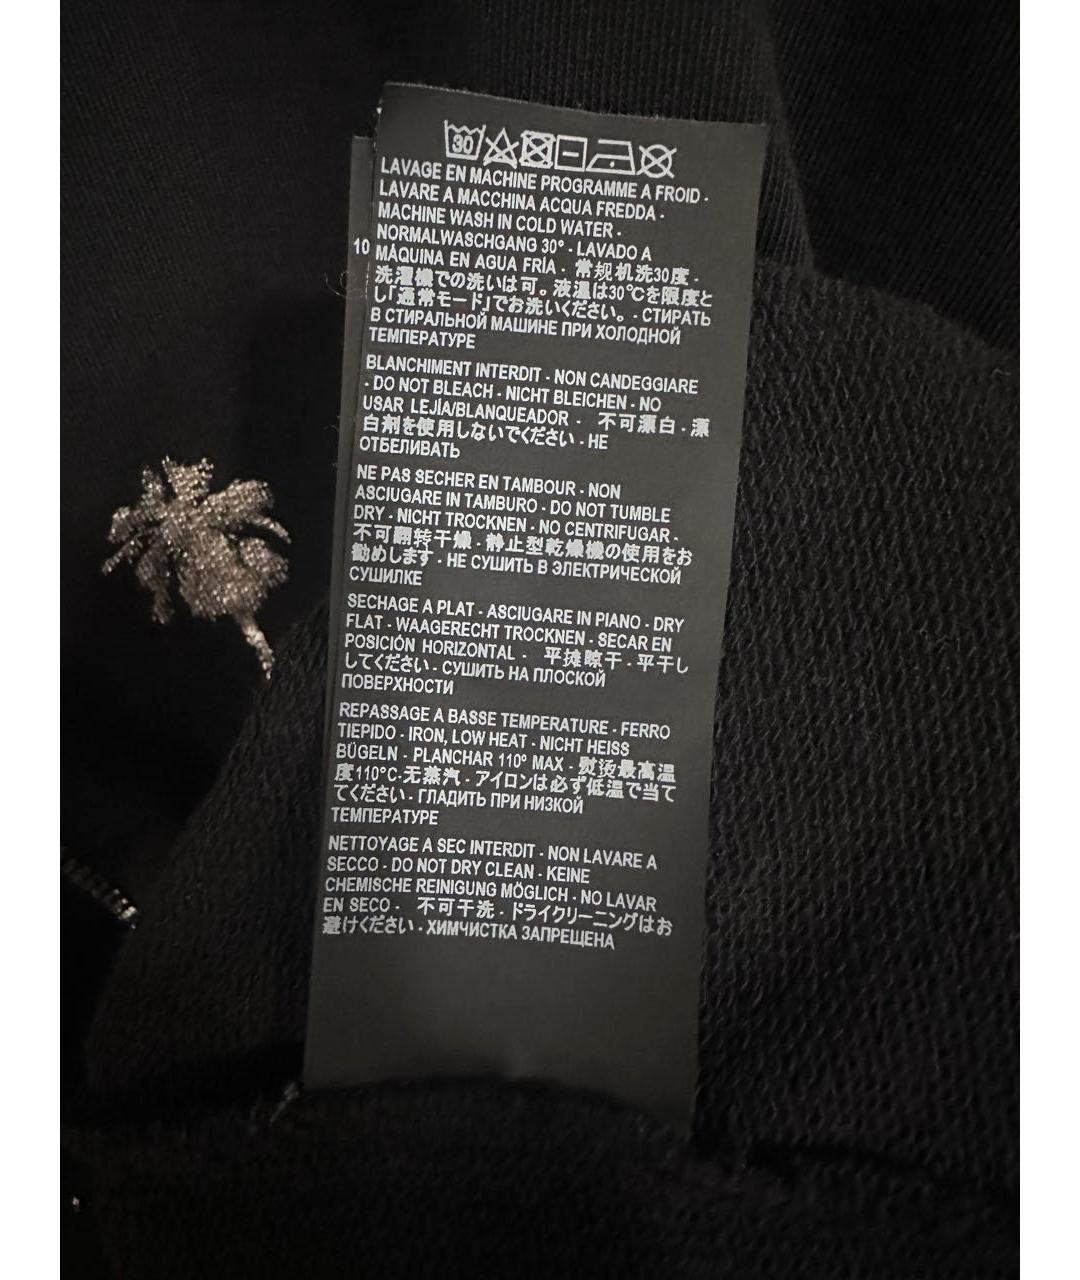 30
LAVAGE EN MACHINE PROGRAMME A FROID -
LAVARE A MACCHINA ACQUA FREDDA -
MACHINE WASH IN COLD WATER -
NORMALWASCHGANG 30° - LAVADO A
10
MÁQUINA EN AGUA FRÍA - 常规机洗30度 -
洗濯機での洗いは可。液温は30℃を限度と
し「通常モード」でお洗いください。 - СТИРАТЬ
В СТИРАЛЬНОЙ МАШИНЕ ПРИ ХОЛОДНОЙ
ТЕМПЕРАТУРЕ
BLANCHIMENT INTERDIT - NON CANDEGGIARE
- DO NOT BLEACH - NICHT BLEICHEN - NO
USAR LEJÍA/BLANQUEADOR - 不可漂白 - 漂
白剤を使用しないでください - НЕ
ОТБЕЛИВАТЬ
NE PAS SECHER EN TAMBOUR - NON
ASCIUGARE IN TAMBURO - DO NOT TUMBLE
DRY - NICHT TROCKNEN - NO CENTRIFUGAR -
不可翻转干燥 - 静止型乾燥機の使用をお
勧めします - НЕ СУШИТЬ В ЭЛЕКТРИЧЕСКОЙ
СУШИЛКЕ
SECHAGE A PLAT - ASCIUGARE IN PIANO - DRY
FLAT - WAAGERECHT TROCKNEN - SECAR EN
POSICIÓN HORIZONTAL - 平摊晾干 - 平干し
してください - СУШИТЬ НА ПЛОСКОЙ
ПОВЕРХНОСТИ
REPASSAGE A BASSE TEMPERATURE - FERRO
TIEPIDO - IRON, LOW HEAT - NICHT HEISS
BÜGELN - PLANCHAR 110° MAX - 熨烫最高温
度110°C-无蒸汽 - アイロンは必ず低温で当て
てください - ГЛАДИТЬ ПРИ НИЗКОЙ
ТЕМПЕРАТУРЕ
NETTOYAGE A SEC INTERDIT - NON LAVARE A
SECCO - DO NOT DRY CLEAN - KEINE
CHEMISCHE REINIGUNG MÖGLICH - NO LAVAR
EN SECO - 不可干洗 - ドライクリーニングはお
避けください - ХИМЧИСТКА ЗАПРЕЩЕНА